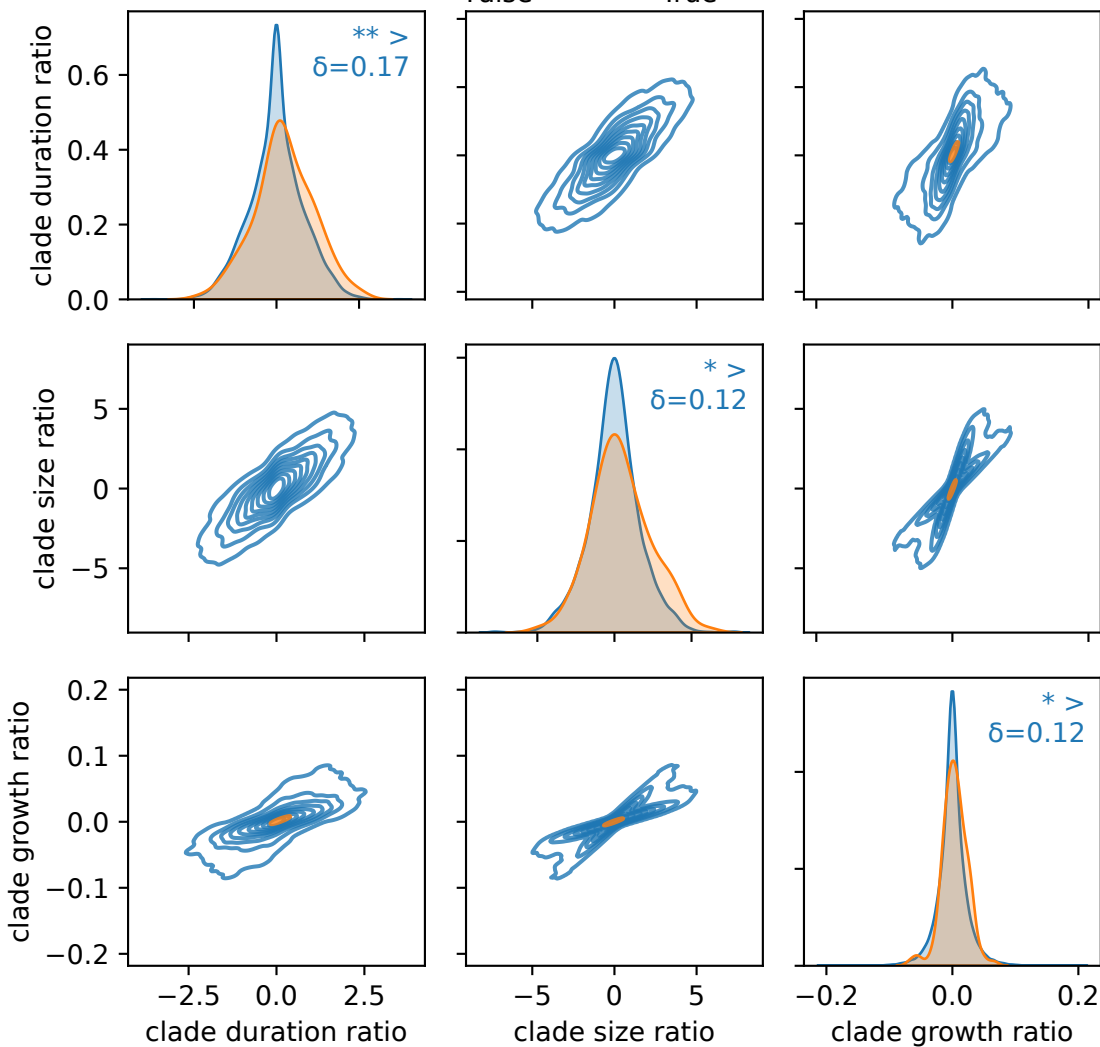 clade duration ratio
0.6
0.4
0.2
0.0
** >
δ=0.17
clade size ratio
5
0
−5
* >
δ=0.12
clade growth ratio
0.2
0.1
0.0
−0.1
−0.2
* >
δ=0.12
−2.5 0.0 2.5
−5 0 5
−0.2 0.0 0.2
clade duration ratio
clade size ratio
clade growth ratio